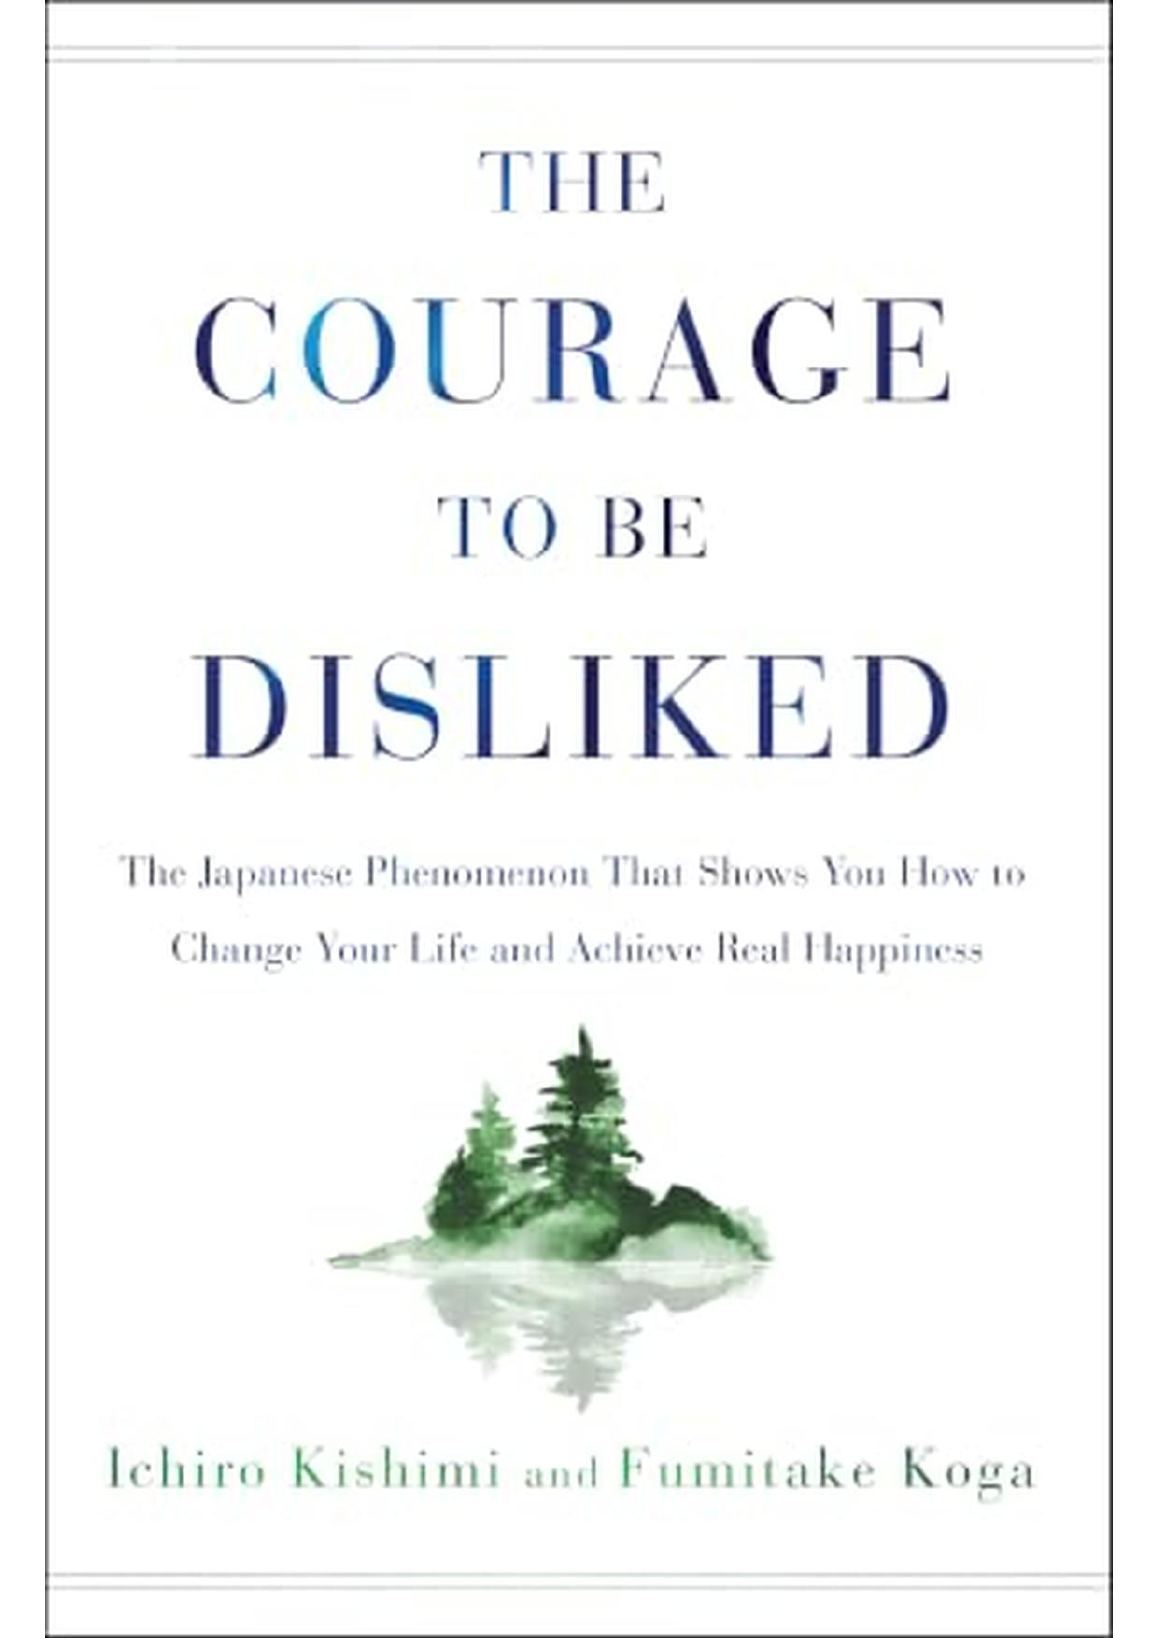 THE
COURAGE
TO BE
DISLIKED
The Japanese Phenomenon That Shows You How to
Change Your Life and Achieve Real Happiness
Ichiro Kishimi and Fumitake Koga